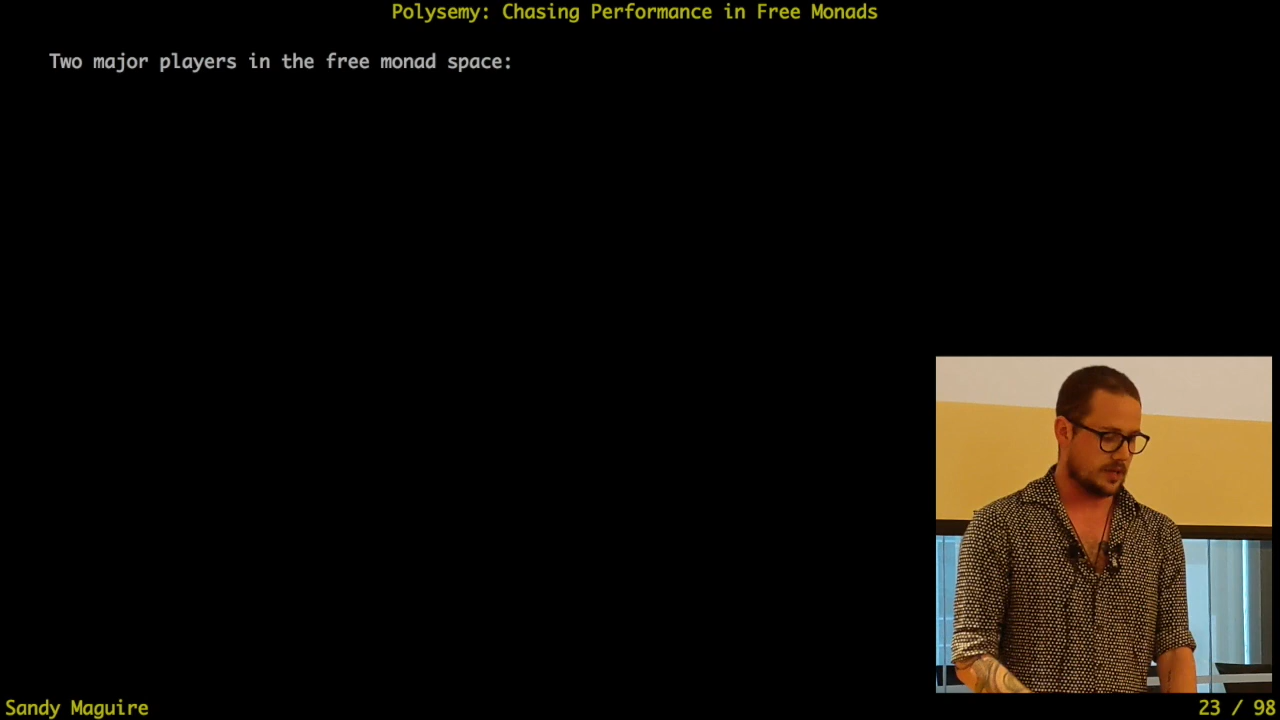 Polysemy: Chasing Performance in Free Monads
Two major players in the free monad space:
Sandy Maguire
23 / 98